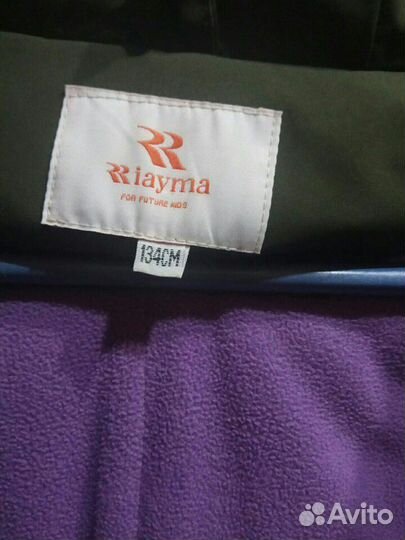 Riayma
FOR FUTURE KIDS
134CM
Avito